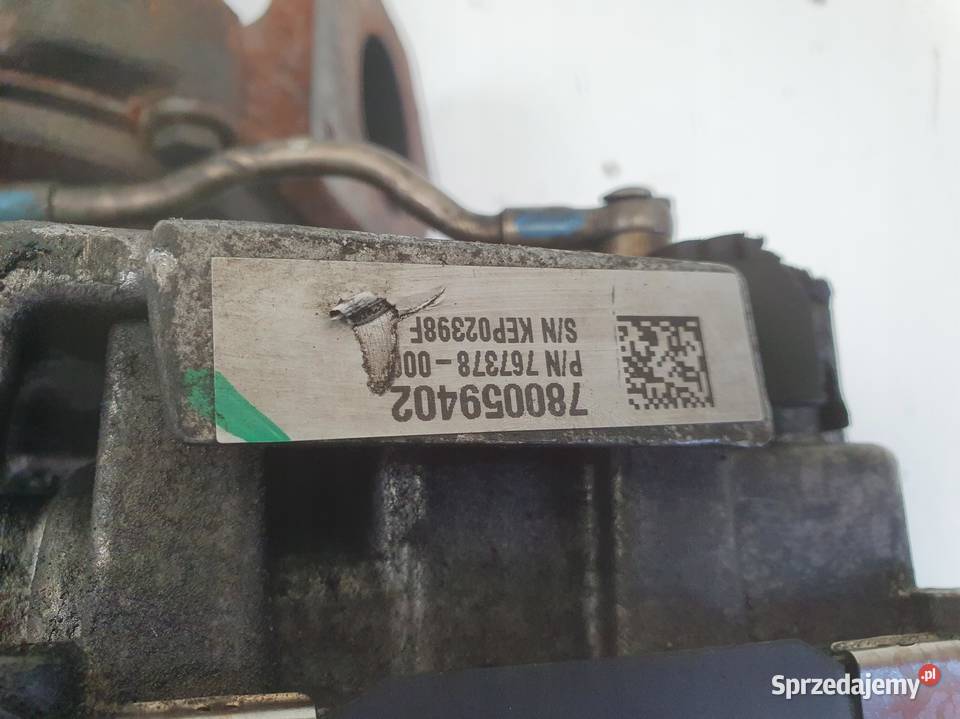 780059402
P/N 767378-00
S/N KEP02398F
Sprzedajemy.pl